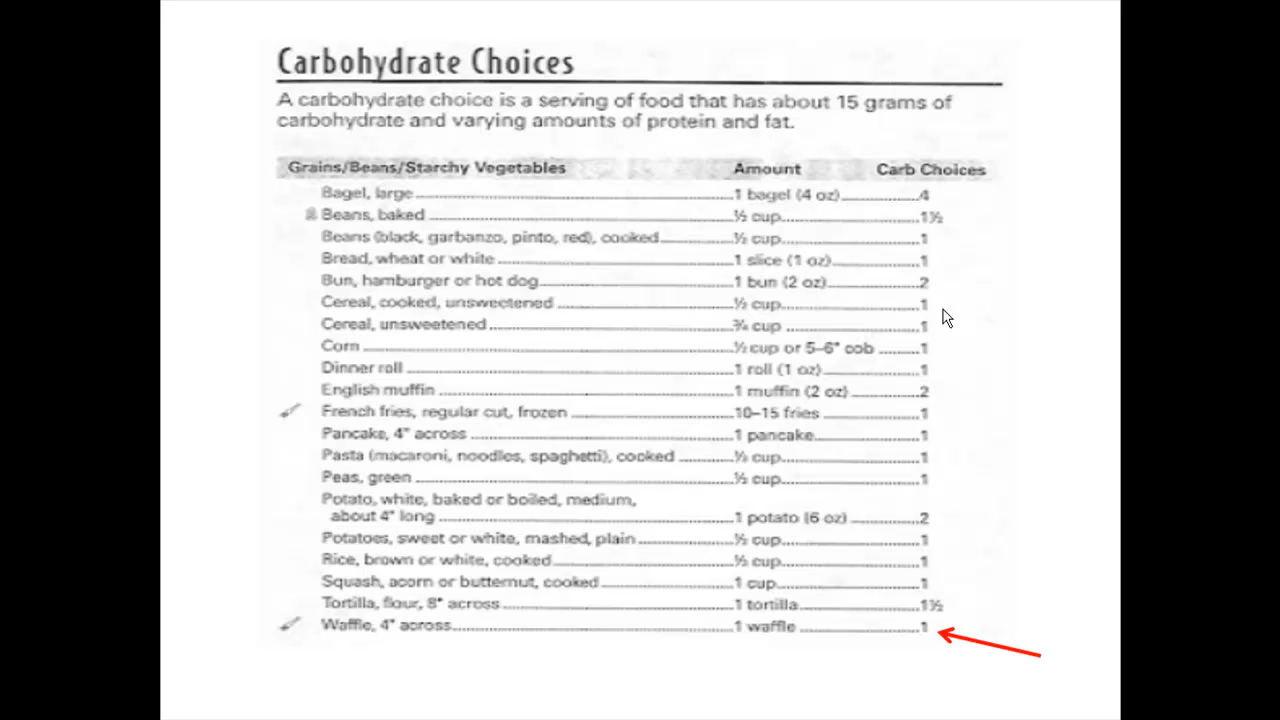 Carbohydrate Choices
A carbohydrate choice is a serving of food that has about 15 grams of
carbohydrate and varying amounts of protein and fat.
Grains/Beans/Starchy Vegetables Amount Carb Choices
Bagel, large 1 bagel (4 oz) 4
Beans, baked ½ cup 1½
Beans (black, garbanzo, pinto, red), cooked ½ cup 1
Bread, wheat or white 1 slice (1 oz) 1
Bun, hamburger or hot dog 1 bun (2 oz) 2
Cereal, cooked, unsweetened ½ cup 1
Cereal, unsweetened ¾ cup 1
Corn ½ cup or 5–6" cob 1
Dinner roll 1 roll (1 oz) 1
English muffin 1 muffin (2 oz) 2
French fries, regular cut, frozen 10–15 fries 1
Pancake, 4" across 1 pancake 1
Pasta (macaroni, noodles, spaghetti), cooked cup 1
Peas, green ½ cup 1
Potato, white, baked or boiled, medium,
about 4" long 1 potato (6 oz) 2
Potatoes, sweet or white, mashed, plain ½ cup 1
Rice, brown or white, cooked cup 1
Squash, acorn or butternut, cooked 1 cup 1
Tortilla, flour, 8" across 1 tortilla 1½
Waffle, 4" across 1 waffle 1